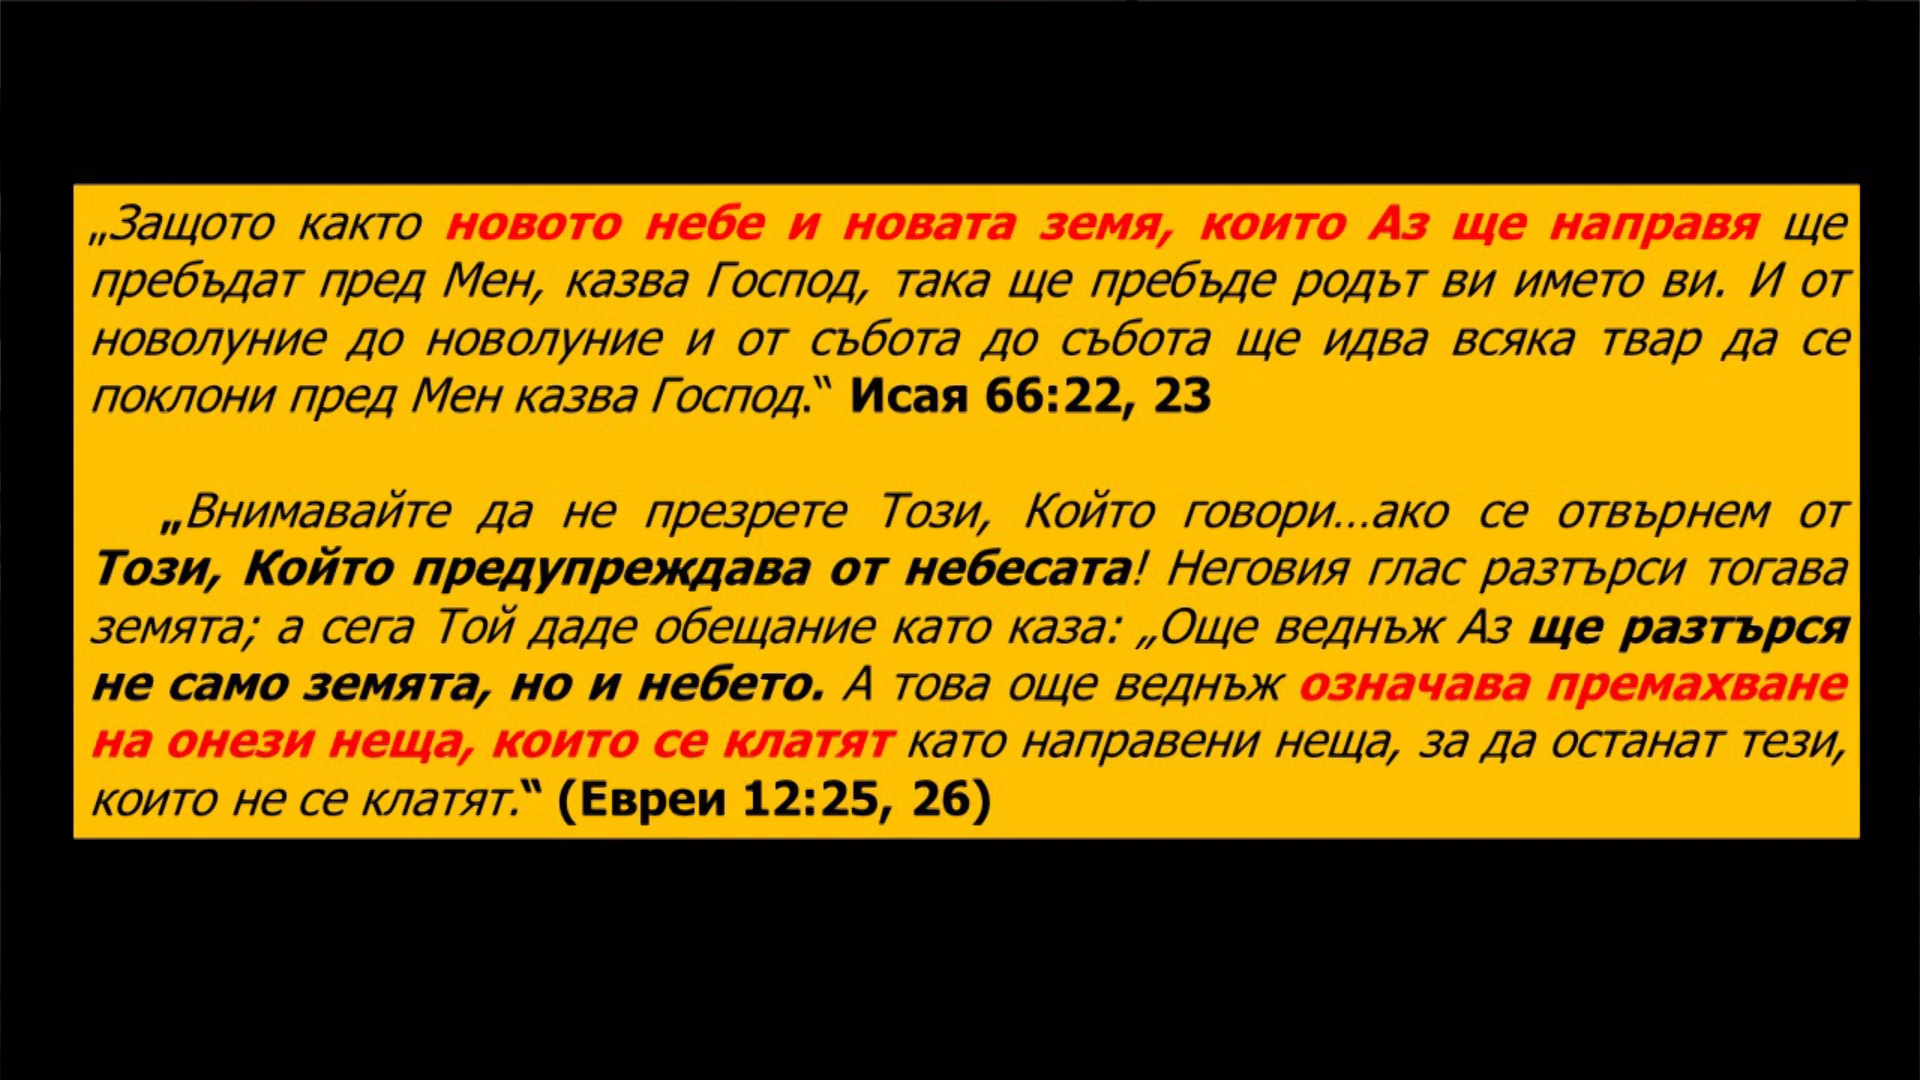 „Защото както новото небе и новата земя, които Аз ще направя ще
пребъдат пред Мен, казва Господ, така ще пребъде родът ви името ви. И от
новолуние до новолуние и от събота до събота ще идва всяка твар да се
поклони пред Мен казва Господ.“ Исая 66:22, 23
„Внимавайте да не презрете Този, Който говори...ако се отвърнем от
Този, Който предупреждава от небесата! Неговия глас разтърси тогава
земята; а сега Той даде обещание като каза: „Още веднъж Аз ще разтърся
не само земята, но и небето. А това още веднъж означава премахване
на онези неща, които се клатят като направени неща, за да останат тези,
които не се клатят.“ (Евреи 12:25, 26)